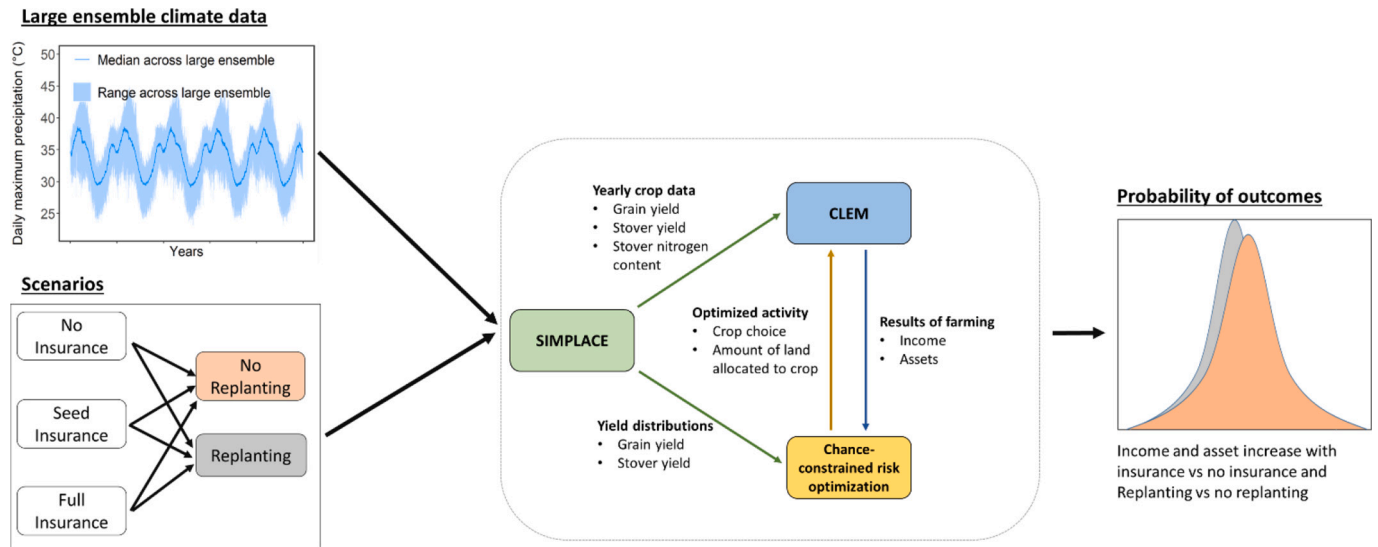 Large ensemble climate data
Daily maximum precipitation (°C)
50
45
40
35
30
25
Median across large ensemble
Range across large ensemble
Years
Scenarios
No
Insurance
Seed
Insurance
Full
Insurance
No
Replanting
Replanting
SIMPLACE
Yearly crop data
• Grain yield
• Stover yield
• Stover nitrogen
content
CLEM
Optimized activity
• Crop choice
• Amount of land
allocated to crop
Results of farming
• Income
• Assets
Yield distributions
• Grain yield
• Stover yield
Chance-
constrained risk
optimization
Probability of outcomes
Income and asset increase with
insurance vs no insurance and
Replanting vs no replanting